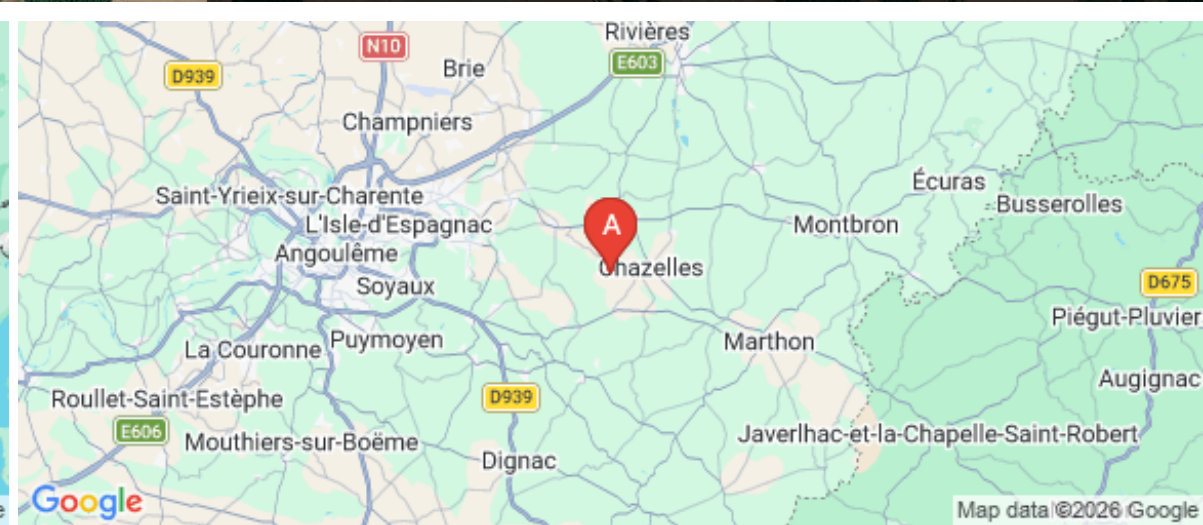 Rivières
N10
E603
Brie
D939
Champniers
Écuras
Saint-Yrieix-sur-Charente
Busserolles
L'Isle-d'Espagnac
A
Montbron
Angoulême
Chazelles
Soyaux
D675
Piégut-Pluvier
Puymoyen
Marthon
La Couronne
Augignac
Roullet-Saint-Estèphe
D939
E606
Mouthiers-sur-Boëme
Javerlhac-et-la-Chapelle-Saint-Robert
Dignac
Google
Map data ©2026 Google